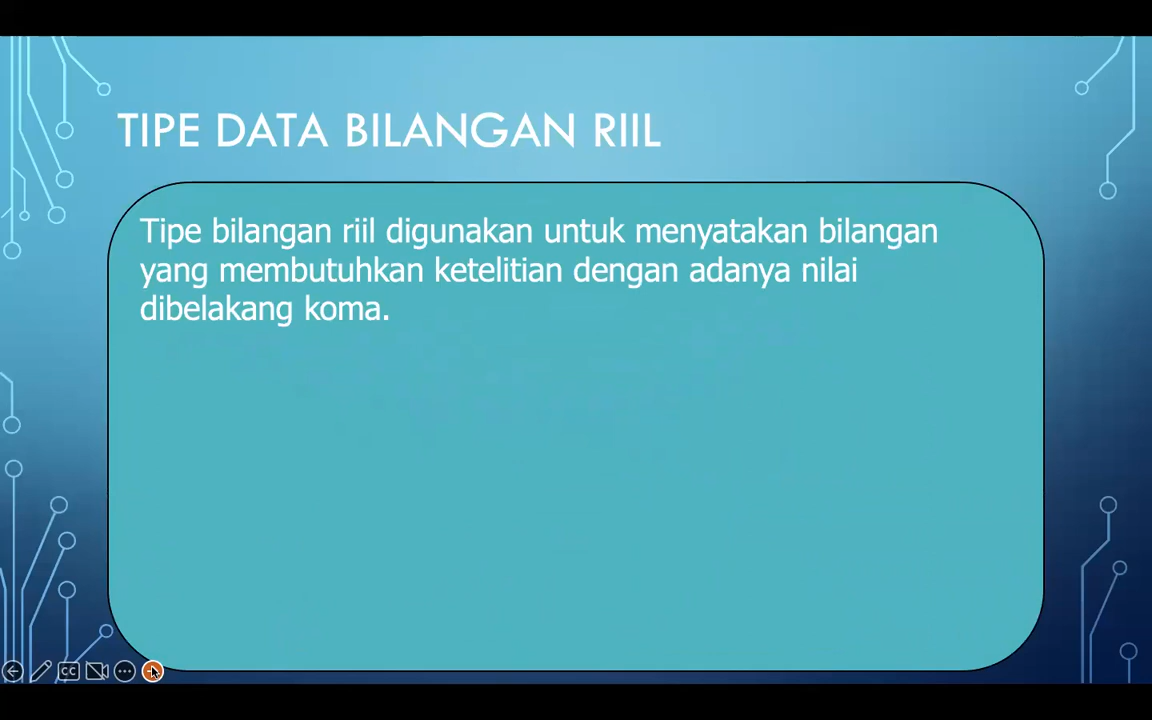 TIPE DATA BILANGAN RIIL
Tipe bilangan riil digunakan untuk menyatakan bilangan
yang membutuhkan ketelitian dengan adanya nilai
dibelakang koma.
CC